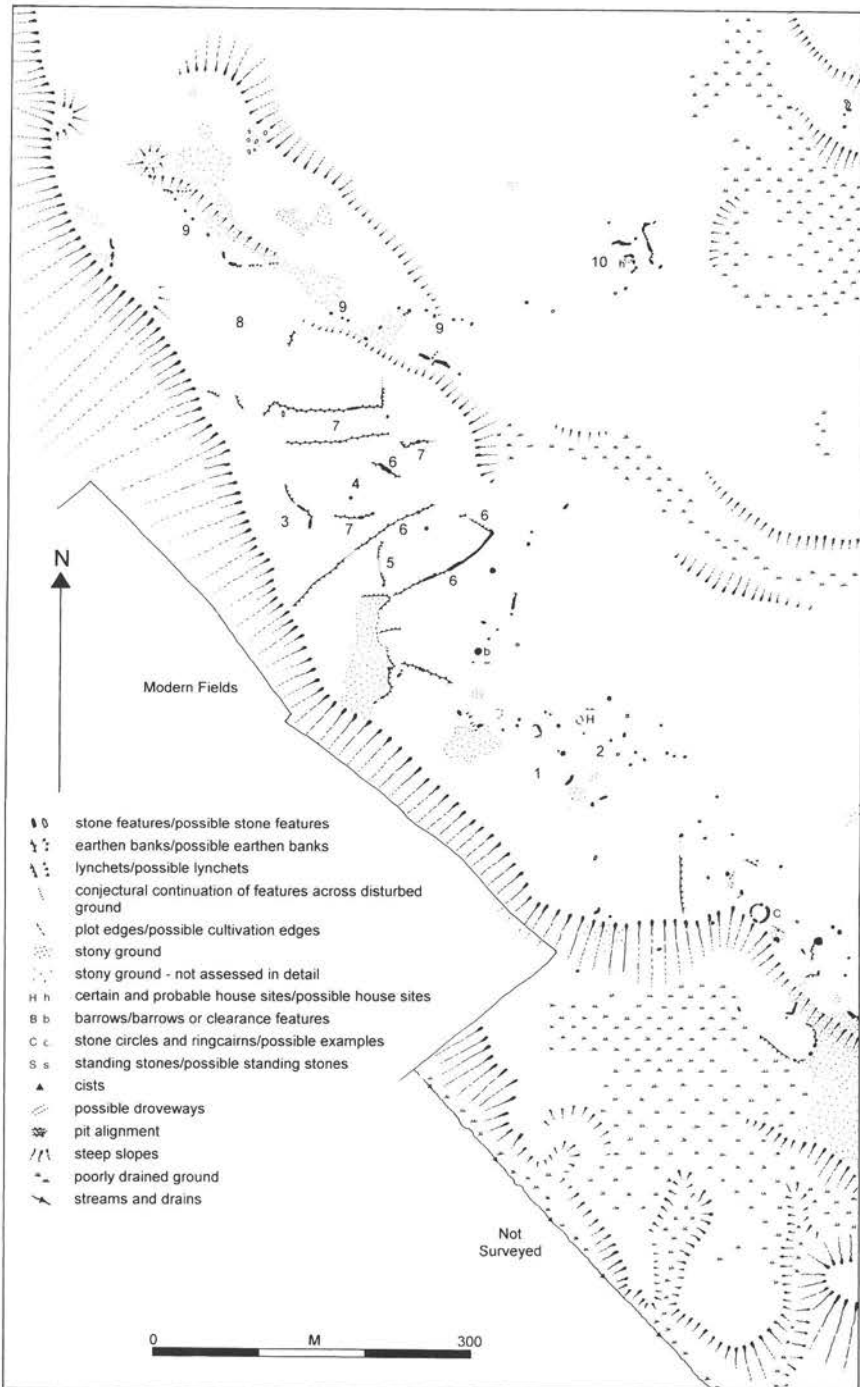 9
10
h
9
9
8
7
6
7
4
3
7
6
6
5
6
N
b
Modern Fields
H
2
1
stone features/possible stone features
earthen banks/possible earthen banks
lynchets/possible lynchets
C
conjectural continuation of features across disturbed
ground
plot edges/possible cultivation edges
stony ground
stony ground - not assessed in detail
H h certain and probable house sites/possible house sites
B b barrows/barrows or clearance features
C c stone circles and ringcairns/possible examples
S s standing stones/possible standing stones
cists
possible droveways
pit alignment
steep slopes
poorly drained ground
streams and drains
Not
Surveyed
0 M 300